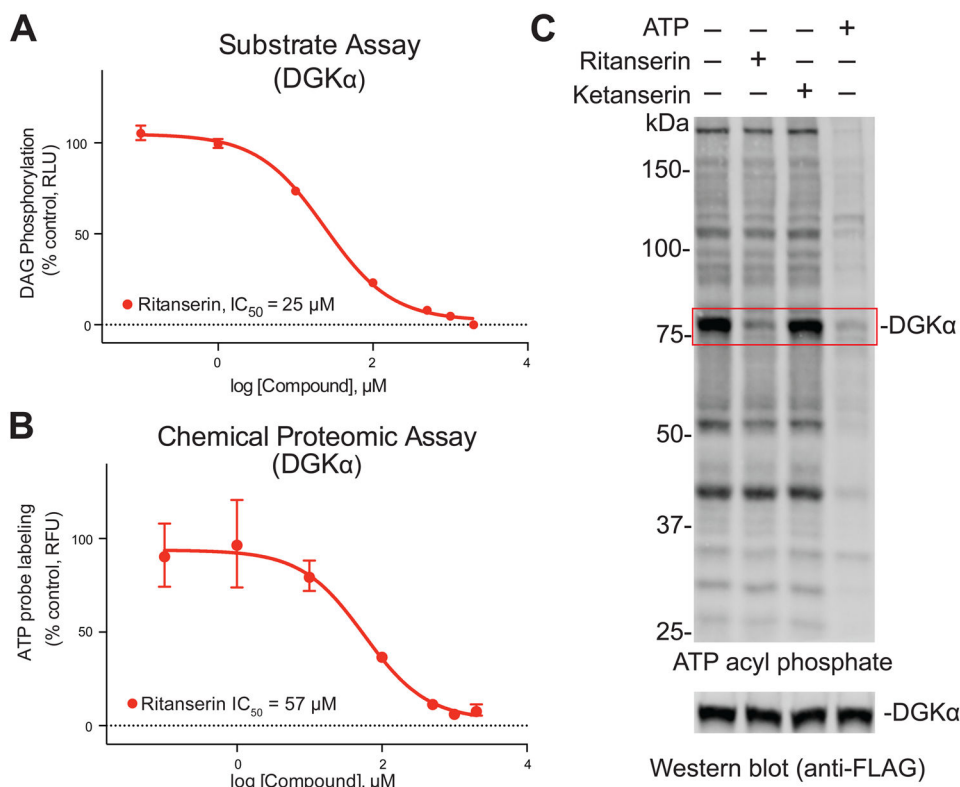 A
Substrate Assay
(DGKα)
DAG Phosphorylation
(% control, RLU)
100
50
0
Ritanserin, IC50 = 25 µM
0
2
4
log [Compound], µM
B
Chemical Proteomic Assay
(DGKα)
ATP probe labeling
(% control, RFU)
100
50
0
Ritanserin IC50 = 57 µM
0
2
4
log [Compound], µM
C
ATP – – – +
Ritanserin – + – –
Ketanserin – – + –
kDa
150-
100-
75-
-DGKα
50-
37-
25-
ATP acyl phosphate
-DGKα
Western blot (anti-FLAG)